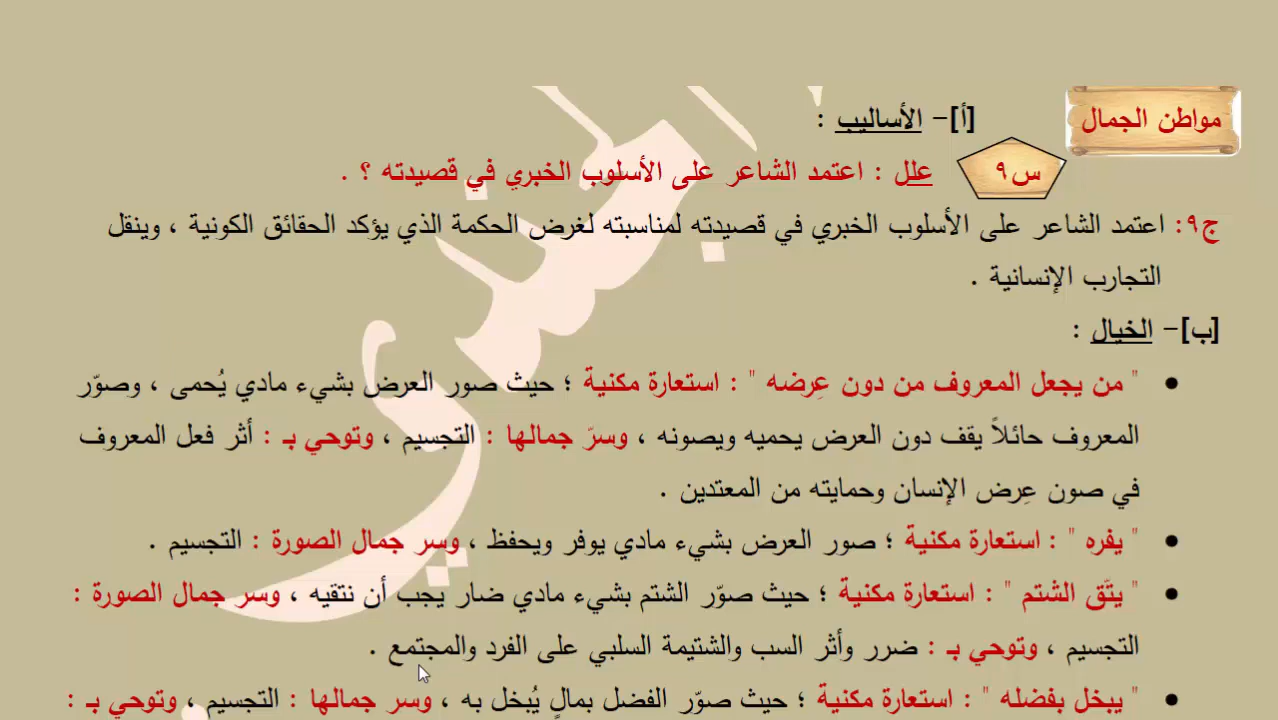 مواطن الجمال
[أ]- الأساليب :
س٩ علل : اعتمد الشاعر على الأسلوب الخبري في قصيدته ؟ .
ج٩: اعتمد الشاعر على الأسلوب الخبري في قصيدته لمناسبته لغرض الحكمة الذي يؤكد الحقائق الكونية ، وينقل
التجارب الإنسانية .
[ب]- الخيال :
• " من يجعل المعروف من دون عِرضه " : استعارة مكنية ؛ حيث صور العرض بشيء مادي يُحمى ، وصوّر
المعروف حائلاً يقف دون العرض يحميه ويصونه ، وسرّ جمالها : التجسيم ، وتوحي بـ : أثر فعل المعروف
في صون عِرض الإنسان وحمايته من المعتدين .
• " يفره " : استعارة مكنية ؛ صور العرض بشيء مادي يوفر ويحفظ ، وسر جمال الصورة : التجسيم .
• " يتّق الشتم " : استعارة مكنية ؛ حيث صوّر الشتم بشيء مادي ضار يجب أن نتقيه ، وسر جمال الصورة :
التجسيم ، وتوحي بـ : ضرر وأثر السب والشتيمة السلبي على الفرد والمجتمع .
• " يبخل بفضله " : استعارة مكنية ؛ حيث صوّر الفضل بمالٍ يُبخل به ، وسر جمالها : التجسيم ، وتوحي بـ :